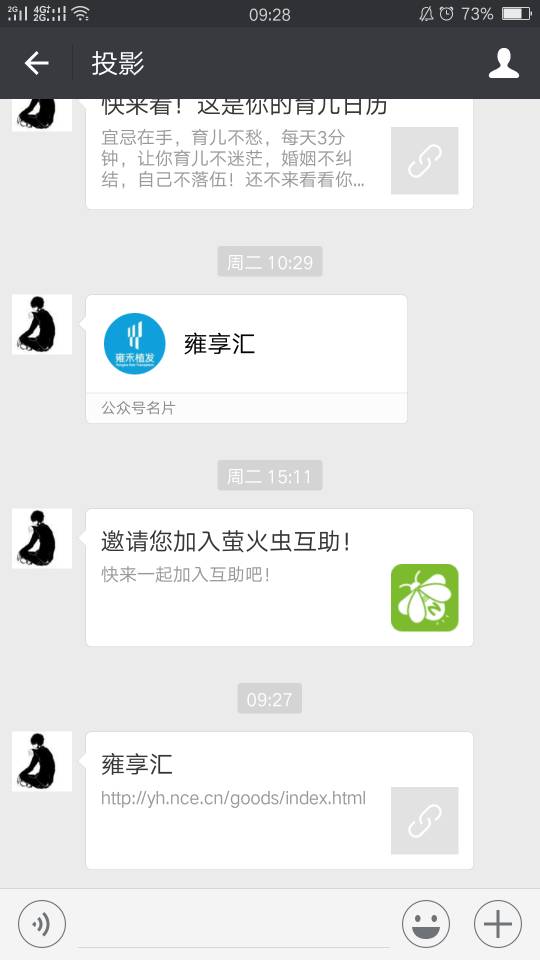 2G 4G+ 2G 09:28 73%
投影
快来看！这是你的育儿日历
宜忌在手，育儿不愁，每天3分
钟，让你育儿不迷茫，婚姻不纠
结，自己不落伍！还不来看看你...
周二 10:29
雍禾植发
雍享汇
公众号名片
周二 15:11
邀请您加入萤火虫互助！
快来一起加入互助吧！
09:27
雍享汇
http://yh.nce.cn/goods/index.html